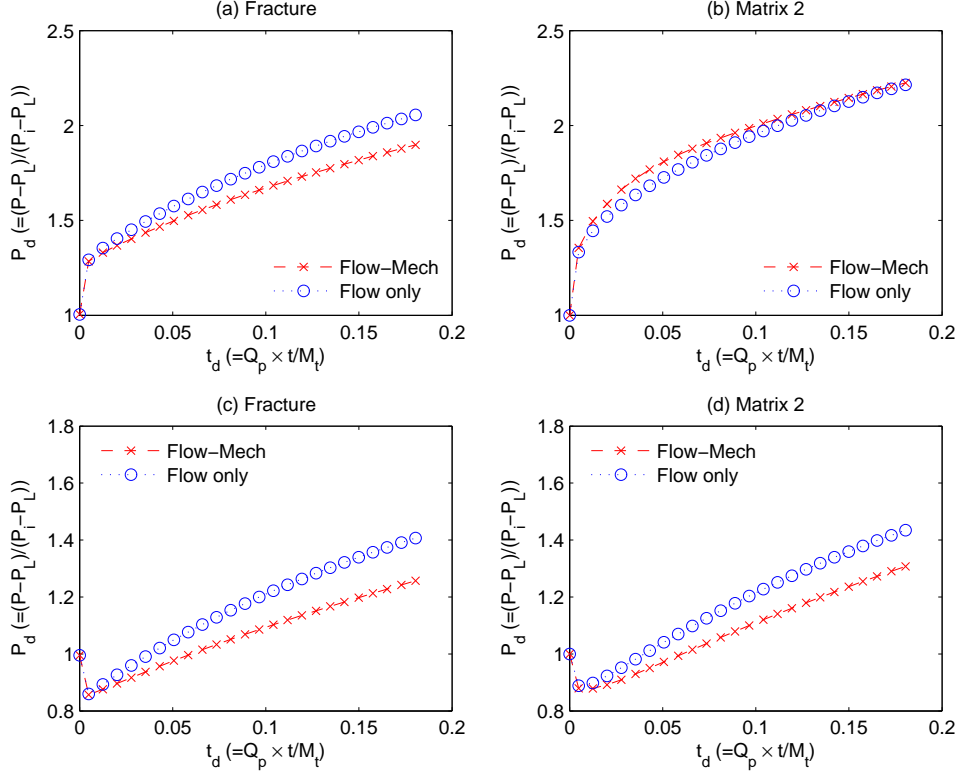 (a) Fracture
2.5
2
1.5
1
P_d (=(P−P_L)/(P_i−P_L))
Flow−Mech
Flow only
0 0.05 0.1 0.15 0.2
t_d (=Q_p × t/M_t)
(b) Matrix 2
2.5
2
1.5
1
P_d (=(P−P_L)/(P_i−P_L))
Flow−Mech
Flow only
0 0.05 0.1 0.15 0.2
t_d (=Q_p × t/M_t)
(c) Fracture
1.8
1.6
1.4
1.2
1
0.8
P_d (=(P−P_L)/(P_i−P_L))
Flow−Mech
Flow only
0 0.05 0.1 0.15 0.2
t_d (=Q_p × t/M_t)
(d) Matrix 2
1.8
1.6
1.4
1.2
1
0.8
P_d (=(P−P_L)/(P_i−P_L))
Flow−Mech
Flow only
0 0.05 0.1 0.15 0.2
t_d (=Q_p × t/M_t)